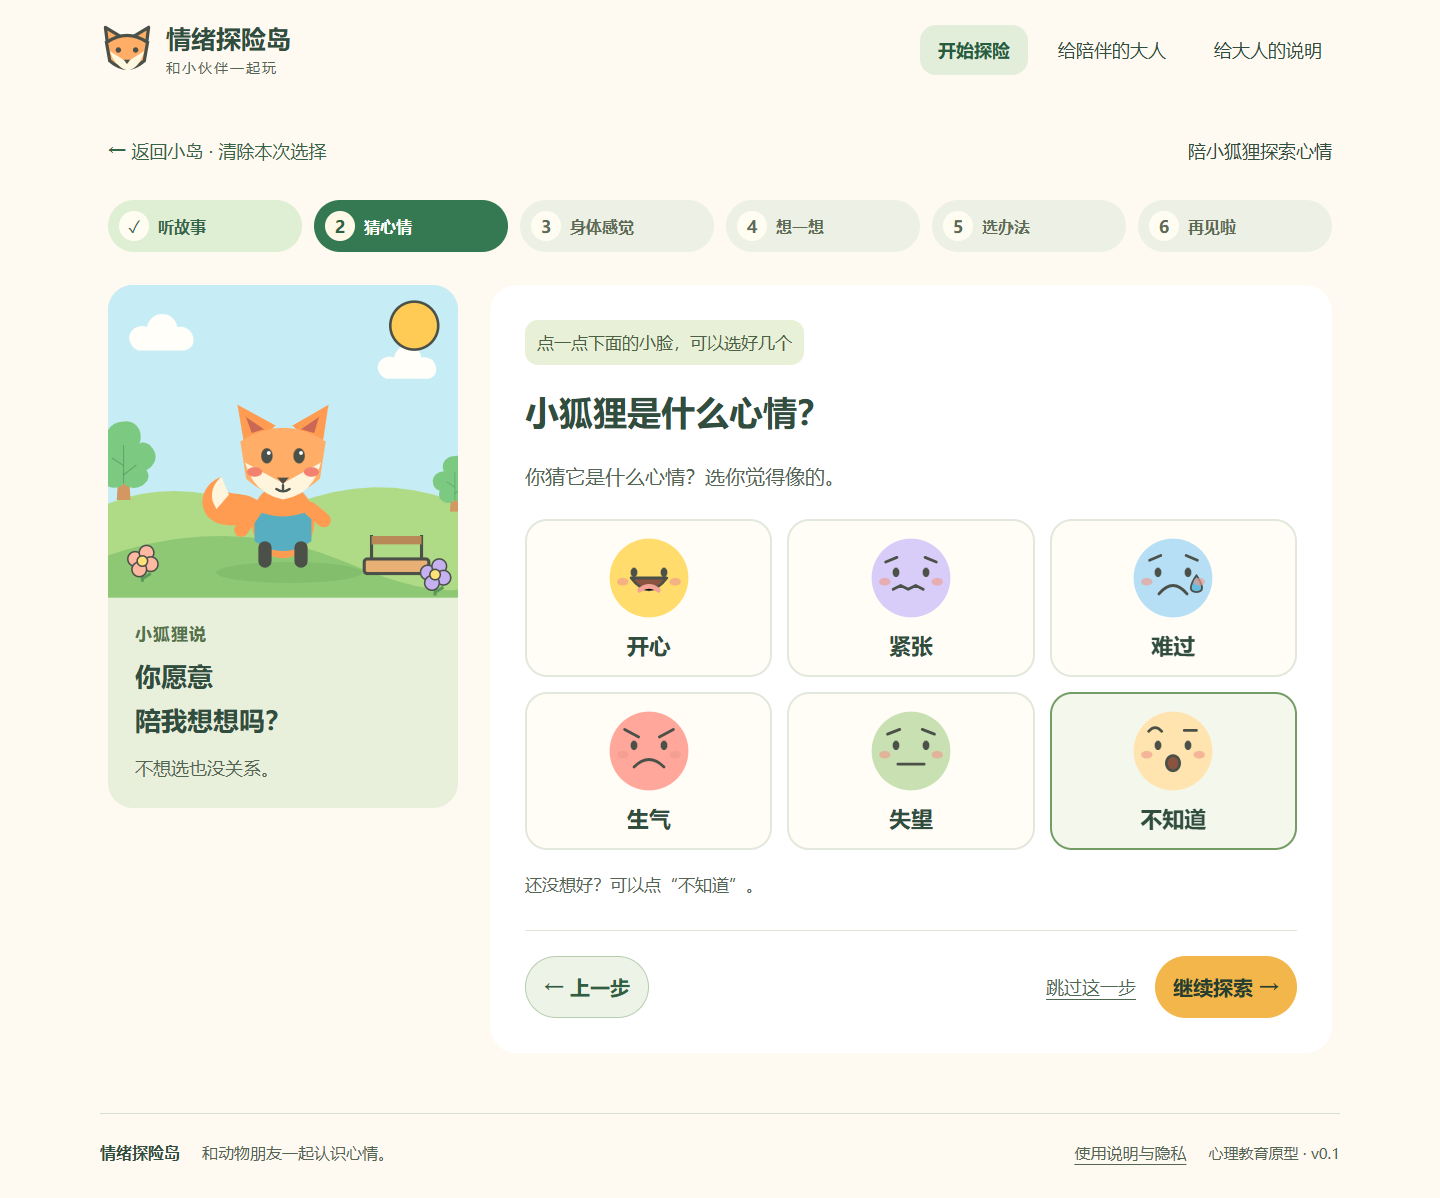 情绪探险岛
和小伙伴一起玩
开始探险
给陪伴的大人
给大人的说明
← 返回小岛 · 清除本次选择
陪小狐狸探索心情
✓ 听故事
2 猜心情
3 身体感觉
4 想一想
5 选办法
6 再见啦
小狐狸说
你愿意
陪我想想吗？
不想选也没关系。
点一点下面的小脸，可以选好几个
小狐狸是什么心情？
你猜它是什么心情？选你觉得像的。
开心
紧张
难过
生气
失望
不知道
还没想好？可以点“不知道”。
← 上一步
跳过这一步
继续探索 →
情绪探险岛
和动物朋友一起认识心情。
使用说明与隐私
心理教育原型 · v0.1